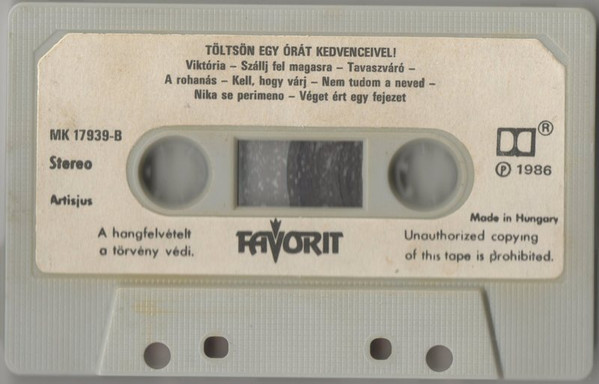 TÖLTSÖN EGY ÓRÁT KEDVENCEIVEL!
Viktória – Szállj fel magasra – Tavaszváró –
A rohanás – Kell, hogy várj – Nem tudom a neved –
Nika se perimeno – Véget ért egy fejezet
MK 17939-B
Stereo
Artisjus
A hangfelvételt
a törvény védi.
FAVORIT
®
Ⓟ 1986
Made in Hungary
Unauthorized copying
of this tape is prohibited.